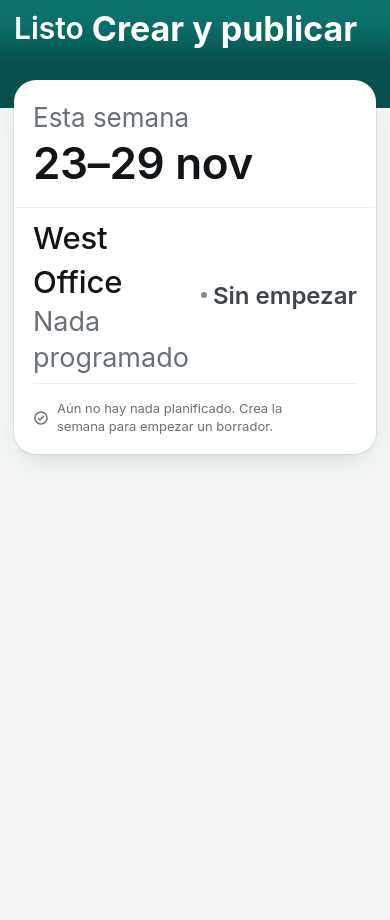 Listo Crear y publicar
Esta semana
23–29 nov
West
Office
Nada
programado
Sin empezar
Aún no hay nada planificado. Crea la
semana para empezar un borrador.